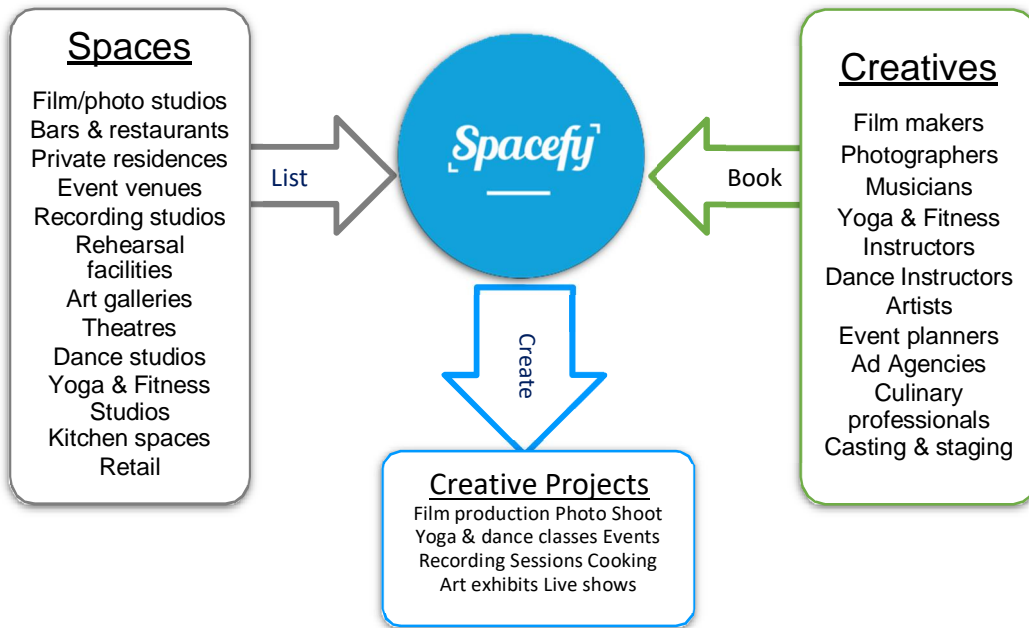 Spaces
Film/photo studios
Bars & restaurants
Private residences
Event venues
Recording studios
Rehearsal
facilities
Art galleries
Theatres
Dance studios
Yoga & Fitness
Studios
Kitchen spaces
Retail
List
Spacefy
Book
Creatives
Film makers
Photographers
Musicians
Yoga & Fitness
Instructors
Dance Instructors
Artists
Event planners
Ad Agencies
Culinary
professionals
Casting & staging
Create
Creative Projects
Film production Photo Shoot
Yoga & dance classes Events
Recording Sessions Cooking
Art exhibits Live shows